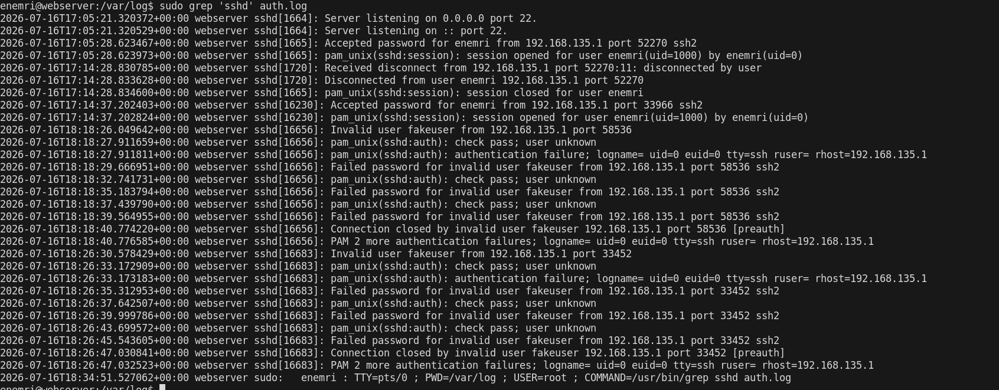 enemri@webserver:/var/log$ sudo grep 'sshd' auth.log
2026-07-16T17:05:21.320372+00:00 webserver sshd[1664]: Server listening on 0.0.0.0 port 22.
2026-07-16T17:05:21.320529+00:00 webserver sshd[1664]: Server listening on :: port 22.
2026-07-16T17:05:28.623467+00:00 webserver sshd[1665]: Accepted password for enemri from 192.168.135.1 port 52270 ssh2
2026-07-16T17:05:28.623973+00:00 webserver sshd[1665]: pam_unix(sshd:session): session opened for user enemri(uid=1000) by enemri(uid=0)
2026-07-16T17:14:28.830785+00:00 webserver sshd[1720]: Received disconnect from 192.168.135.1 port 52270:11: disconnected by user
2026-07-16T17:14:28.833628+00:00 webserver sshd[1720]: Disconnected from user enemri 192.168.135.1 port 52270
2026-07-16T17:14:28.834600+00:00 webserver sshd[1665]: pam_unix(sshd:session): session closed for user enemri
2026-07-16T17:14:37.202403+00:00 webserver sshd[16230]: Accepted password for enemri from 192.168.135.1 port 33966 ssh2
2026-07-16T17:14:37.202824+00:00 webserver sshd[16230]: pam_unix(sshd:session): session opened for user enemri(uid=1000) by enemri(uid=0)
2026-07-16T18:18:26.049642+00:00 webserver sshd[16656]: Invalid user fakeuser from 192.168.135.1 port 58536
2026-07-16T18:18:27.911659+00:00 webserver sshd[16656]: pam_unix(sshd:auth): check pass; user unknown
2026-07-16T18:18:27.911811+00:00 webserver sshd[16656]: pam_unix(sshd:auth): authentication failure; logname= uid=0 euid=0 tty=ssh ruser= rhost=192.168.135.1
2026-07-16T18:18:29.666951+00:00 webserver sshd[16656]: Failed password for invalid user fakeuser from 192.168.135.1 port 58536 ssh2
2026-07-16T18:18:32.741731+00:00 webserver sshd[16656]: pam_unix(sshd:auth): check pass; user unknown
2026-07-16T18:18:35.183794+00:00 webserver sshd[16656]: Failed password for invalid user fakeuser from 192.168.135.1 port 58536 ssh2
2026-07-16T18:18:37.439790+00:00 webserver sshd[16656]: pam_unix(sshd:auth): check pass; user unknown
2026-07-16T18:18:39.564955+00:00 webserver sshd[16656]: Failed password for invalid user fakeuser from 192.168.135.1 port 58536 ssh2
2026-07-16T18:18:40.774220+00:00 webserver sshd[16656]: Connection closed by invalid user fakeuser 192.168.135.1 port 58536 [preauth]
2026-07-16T18:18:40.776585+00:00 webserver sshd[16656]: PAM 2 more authentication failures; logname= uid=0 euid=0 tty=ssh ruser= rhost=192.168.135.1
2026-07-16T18:26:30.578429+00:00 webserver sshd[16683]: Invalid user fakeuser from 192.168.135.1 port 33452
2026-07-16T18:26:33.172909+00:00 webserver sshd[16683]: pam_unix(sshd:auth): check pass; user unknown
2026-07-16T18:26:33.173183+00:00 webserver sshd[16683]: pam_unix(sshd:auth): authentication failure; logname= uid=0 euid=0 tty=ssh ruser= rhost=192.168.135.1
2026-07-16T18:26:35.312953+00:00 webserver sshd[16683]: Failed password for invalid user fakeuser from 192.168.135.1 port 33452 ssh2
2026-07-16T18:26:37.642507+00:00 webserver sshd[16683]: pam_unix(sshd:auth): check pass; user unknown
2026-07-16T18:26:39.999786+00:00 webserver sshd[16683]: Failed password for invalid user fakeuser from 192.168.135.1 port 33452 ssh2
2026-07-16T18:26:43.699572+00:00 webserver sshd[16683]: pam_unix(sshd:auth): check pass; user unknown
2026-07-16T18:26:45.543605+00:00 webserver sshd[16683]: Failed password for invalid user fakeuser from 192.168.135.1 port 33452 ssh2
2026-07-16T18:26:47.030841+00:00 webserver sshd[16683]: Connection closed by invalid user fakeuser 192.168.135.1 port 33452 [preauth]
2026-07-16T18:26:47.032523+00:00 webserver sshd[16683]: PAM 2 more authentication failures; logname= uid=0 euid=0 tty=ssh ruser= rhost=192.168.135.1
2026-07-16T18:34:51.527062+00:00 webserver sudo:   enemri : TTY=pts/0 ; PWD=/var/log ; USER=root ; COMMAND=/usr/bin/grep sshd auth.log
enemri@webserver:/var/log$